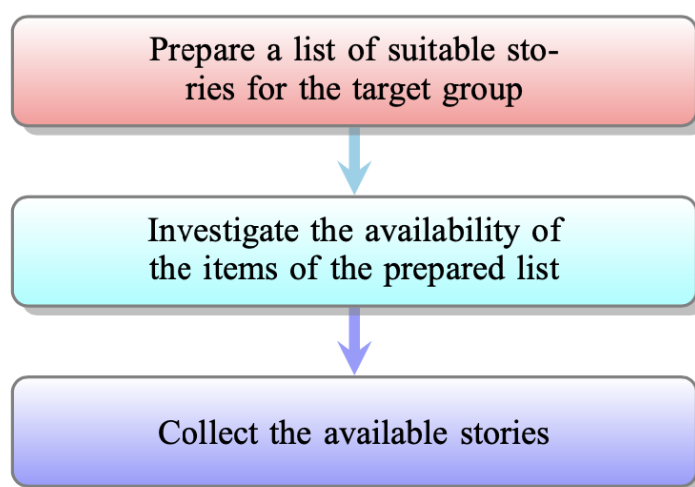 Prepare a list of suitable sto-
ries for the target group
Investigate the availability of
the items of the prepared list
Collect the available stories